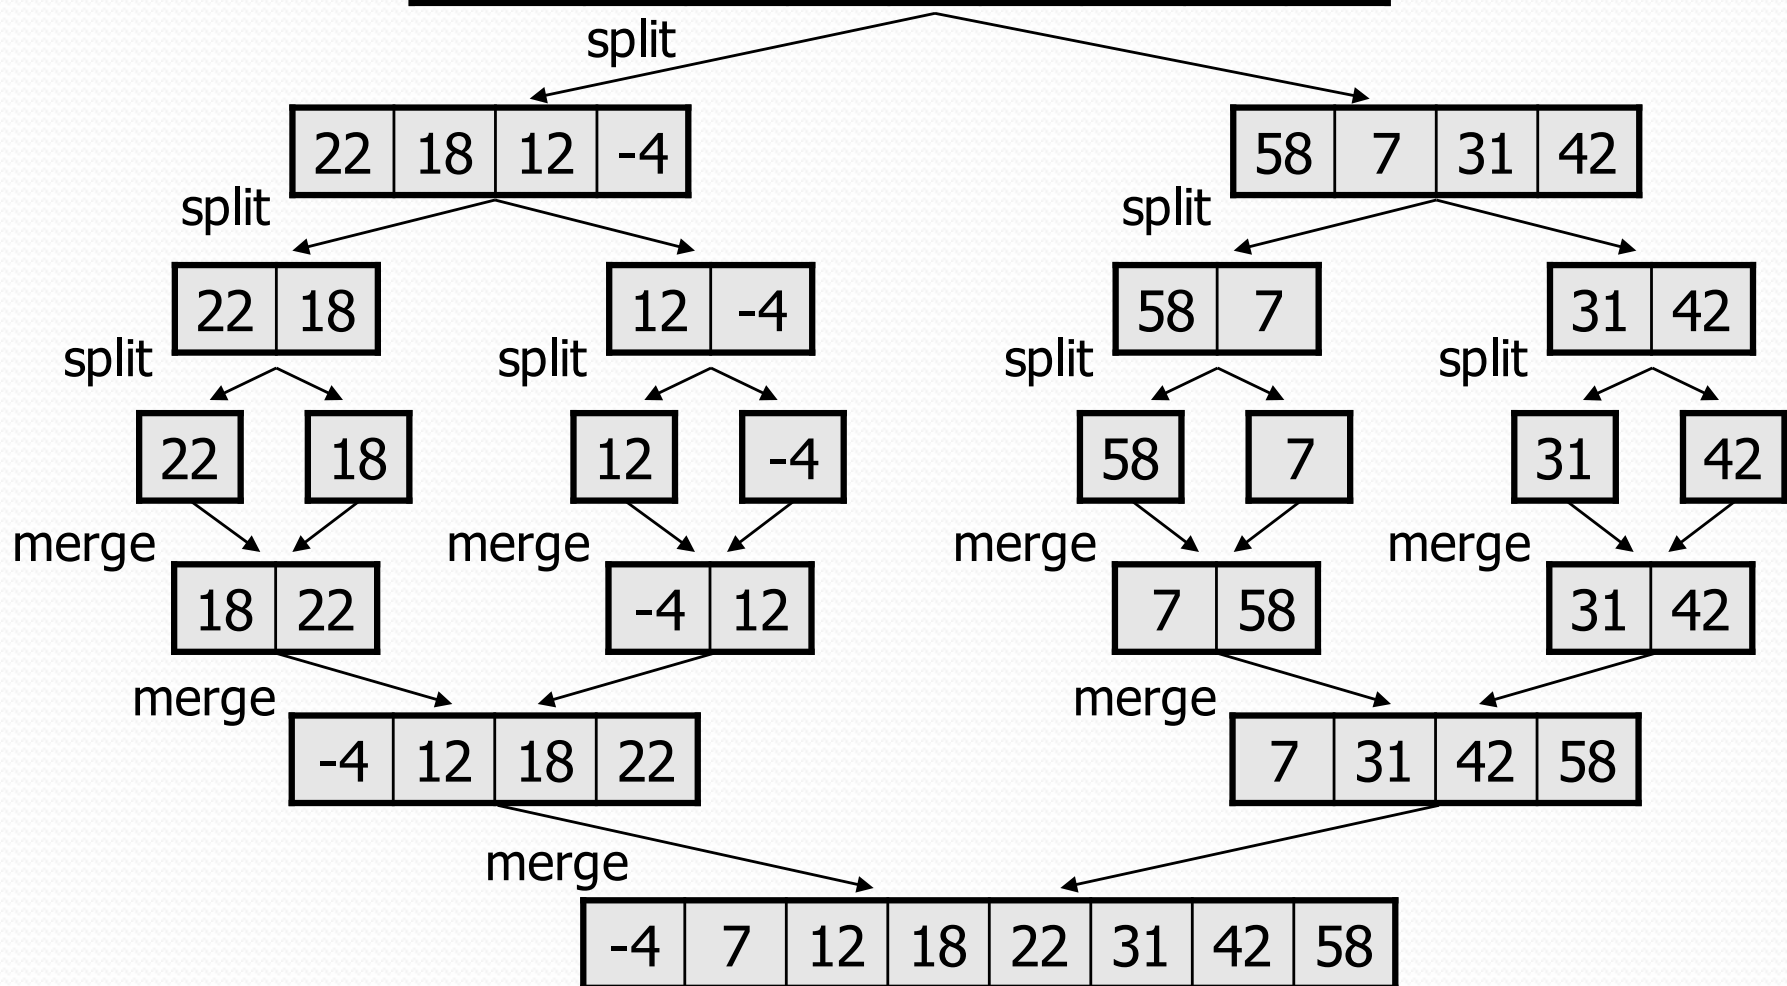 split
22 18 12 -4 58 7 31 42
split split
22 18 12 -4 58 7 31 42
split split split split
22 18 12 -4 58 7 31 42
merge merge merge merge
18 22 -4 12 7 58 31 42
merge merge
-4 12 18 22 7 31 42 58
merge
-4 7 12 18 22 31 42 58